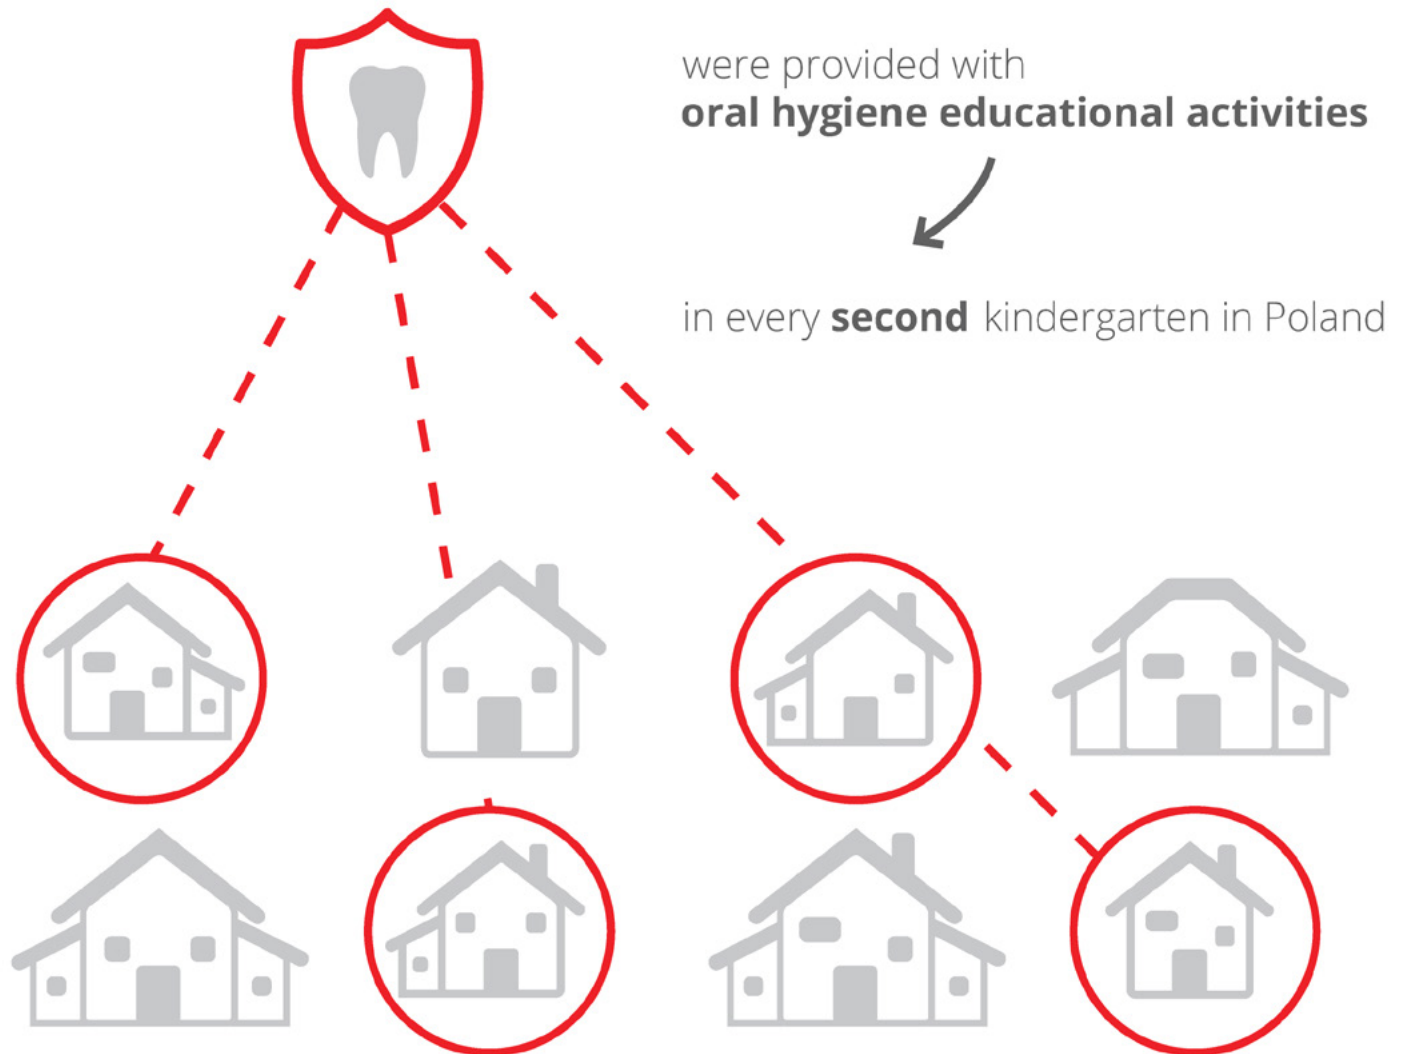 were provided with
oral hygiene educational activities
in every second kindergarten in Poland